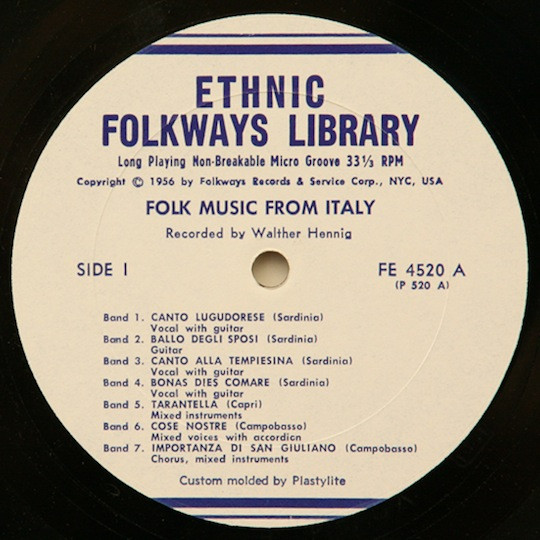 ETHNIC
FOLKWAYS LIBRARY
Long Playing Non-Breakable Micro Groove 33⅓ RPM
Copyright © 1956 by Folkways Records & Service Corp., NYC, USA
FOLK MUSIC FROM ITALY
Recorded by Walther Hennig
SIDE I FE 4520 A
(P 520 A)
Band 1. CANTO LUGUDORESE (Sardinia)
Vocal with guitar
Band 2. BALLO DEGLI SPOSI (Sardinia)
Guitar
Band 3. CANTO ALLA TEMPIESINA (Sardinia)
Vocal with guitar
Band 4. BONAS DIES COMARE (Sardinia)
Vocal with guitar
Band 5. TARANTELLA (Capri)
Mixed instruments
Band 6. COSE NOSTRE (Campobasso)
Mixed voices with accordion
Band 7. IMPORTANZA DI SAN GIULIANO (Campobasso)
Chorus, mixed instruments
Custom molded by Plastylite